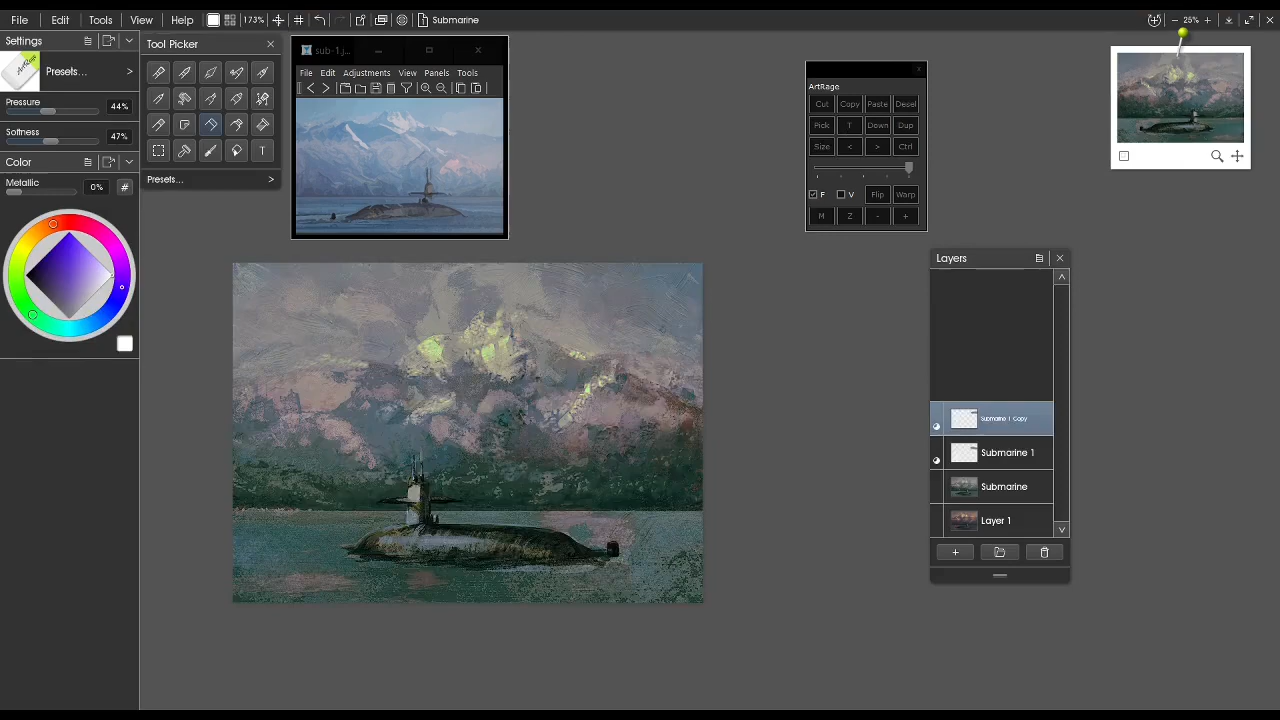 File Edit Tools View Help 173% Submarine 25%
Settings
Presets...
Pressure
44%
Softness
47%
Color
Metallic
0% #
Tool Picker
T
Presets...
sub-1.j...
File Edit Adjustments View Panels Tools
ArtRage
Cut Copy Paste Desel
Pick T Down Dup
Size < > Ctrl
F V Flip Warp
M Z - +
Layers
Submarine 1 Copy
Submarine 1
Submarine
Layer 1